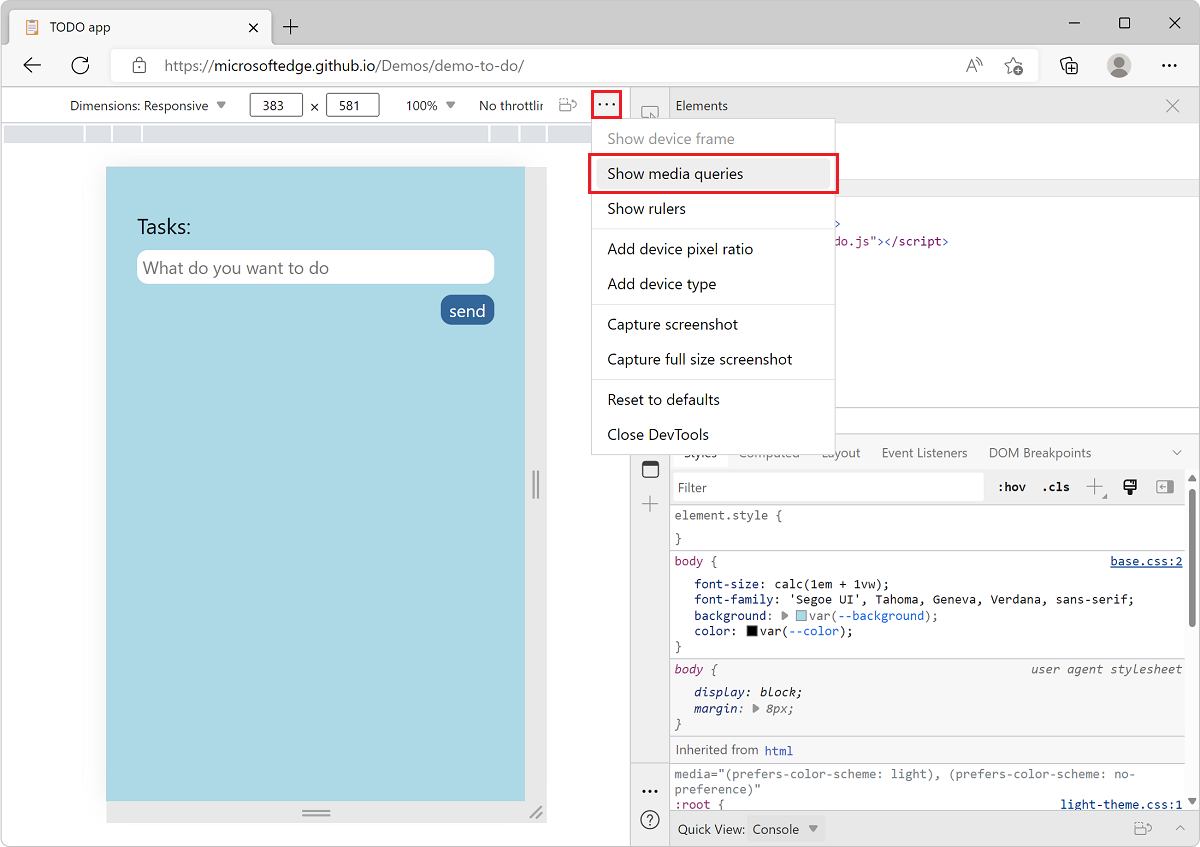 TODO app
https://microsoftedge.github.io/Demos/demo-to-do/
Dimensions: Responsive 383 x 581 100% No throttlin
Elements
Show device frame
Show media queries
Show rulers
Add device pixel ratio
Add device type
Capture screenshot
Capture full size screenshot
Reset to defaults
Close DevTools
>
do.js"></script>
Tasks:
What do you want to do
send
Styles Computed Layout Event Listeners DOM Breakpoints
Filter :hov .cls
element.style {
}
body { base.css:2
font-size: calc(1em + 1vw);
font-family: 'Segoe UI', Tahoma, Geneva, Verdana, sans-serif;
background: var(--background);
color: var(--color);
}
body { user agent stylesheet
display: block;
margin: 8px;
}
Inherited from html
media="(prefers-color-scheme: light), (prefers-color-scheme: no-
preference)"
:root { light-theme.css:1
Quick View: Console